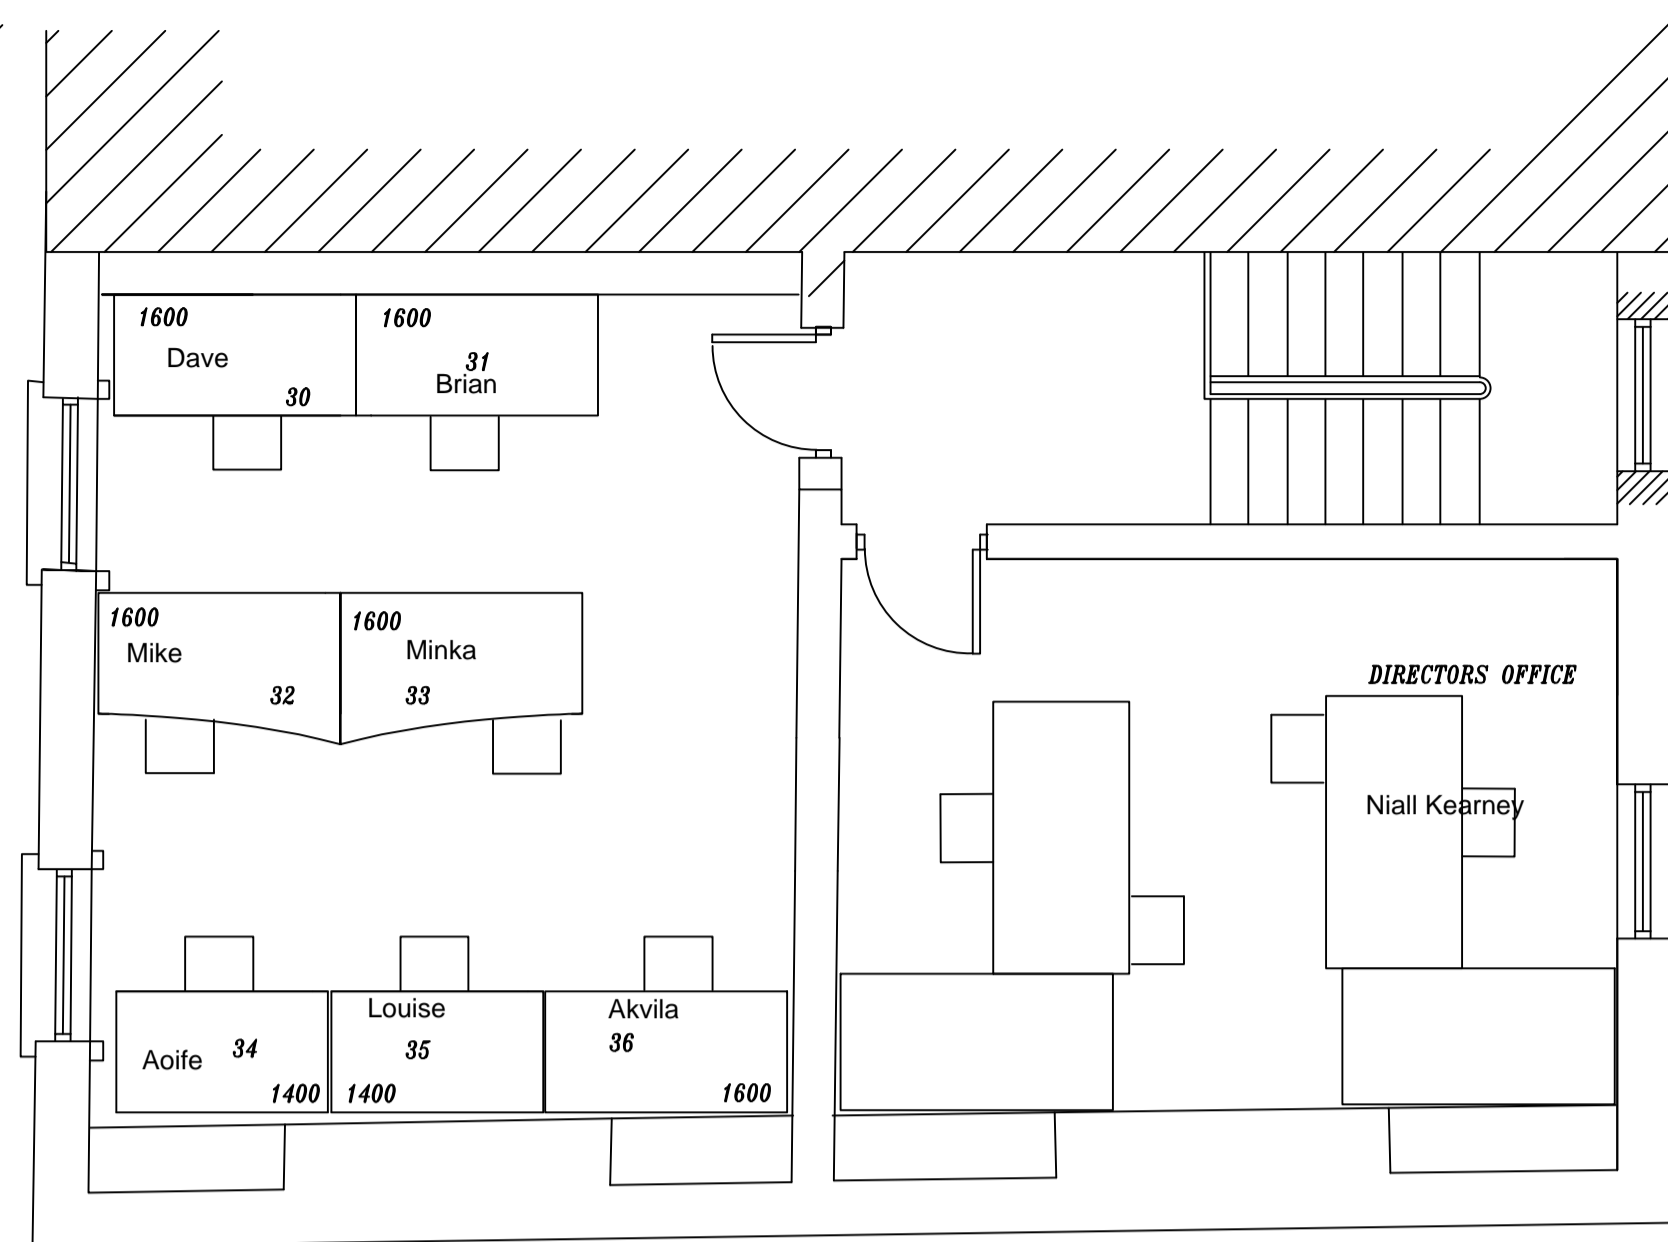 1600
Dave
30
1600
31
Brian
1600
Mike
32
1600
Minka
33
DIRECTORS OFFICE
Niall Kearney
Aoife
34
1400
Louise
35
1400
Akvila
36
1600